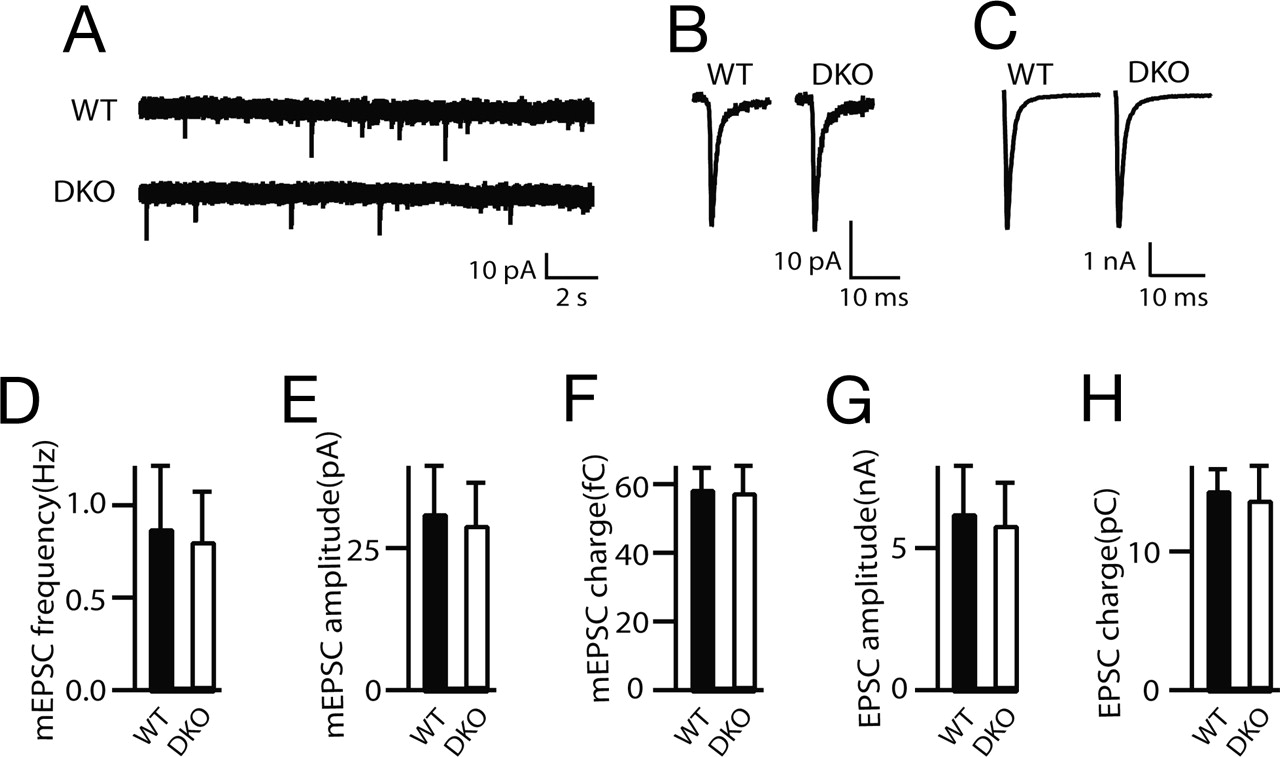 A
B
C
WT
DKO
WT
DKO
WT
DKO
10 pA
2 s
10 pA
10 ms
1 nA
10 ms
D
E
F
G
H
mEPSC frequency(Hz)
1.0
0.5
0.0
WT
DKO
mEPSC amplitude(pA)
25
0
WT
DKO
mEPSC charge(fC)
60
40
20
0
WT
DKO
EPSC amplitude(nA)
5
0
WT
DKO
EPSC charge(pC)
10
0
WT
DKO